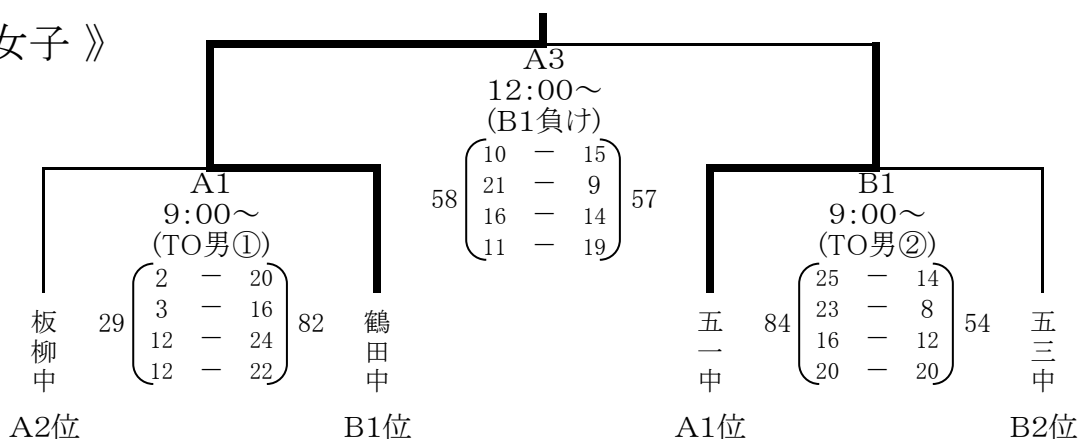 女子 》
A3
12:00～
(B1負け)
58
10 － 15
21 － 9
16 － 14
11 － 19
57
A1
9:00～
(TO男①)
29
2 － 20
3 － 16
12 － 24
12 － 22
82
B1
9:00～
(TO男②)
84
25 － 14
23 － 8
16 － 12
20 － 20
54
板柳中
鶴田中
五一中
五三中
A2位
B1位
A1位
B2位